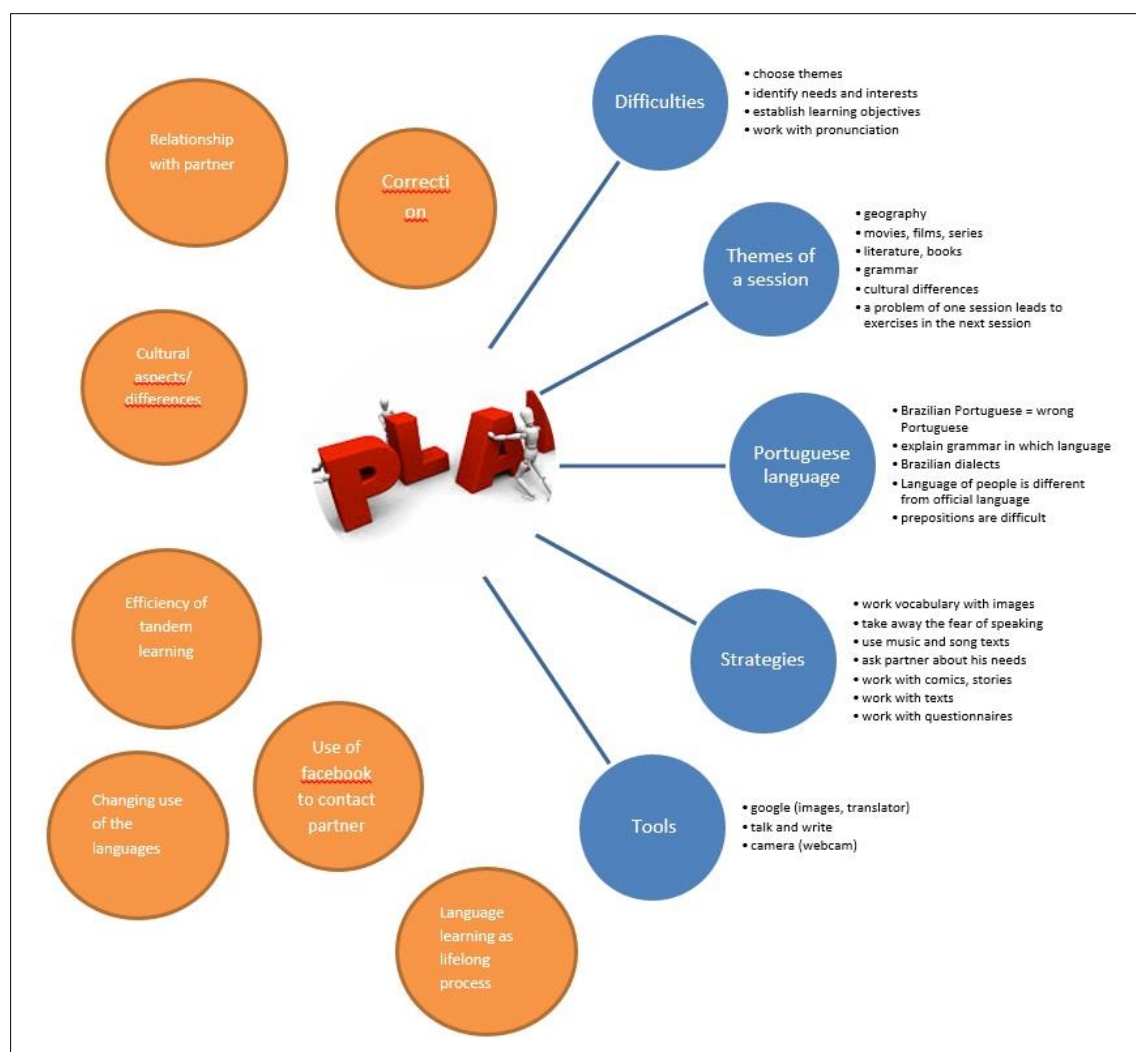 Difficulties
• choose themes
• identify needs and interests
• establish learning objectives
• work with pronunciation
Relationship
with partner
Correcti
on
Themes of
a session
• geography
• movies, films, series
• literature, books
• grammar
• cultural differences
• a problem of one session leads to
exercises in the next session
Cultural
aspects/
differences
PLA
Portuguese
language
• Brazilian Portuguese = wrong
Portuguese
• explain grammar in which language
• Brazilian dialects
• Language of people is different
from official language
• prepositions are difficult
Efficiency of
tandem
learning
Strategies
• work vocabulary with images
• take away the fear of speaking
• use music and song texts
• ask partner about his needs
• work with comics, stories
• work with texts
• work with questionnaires
Use of
facebook
to contact
partner
Changing use
of the
languages
Tools
• google (images, translator)
• talk and write
• camera (webcam)
Language
learning as
lifelong
process